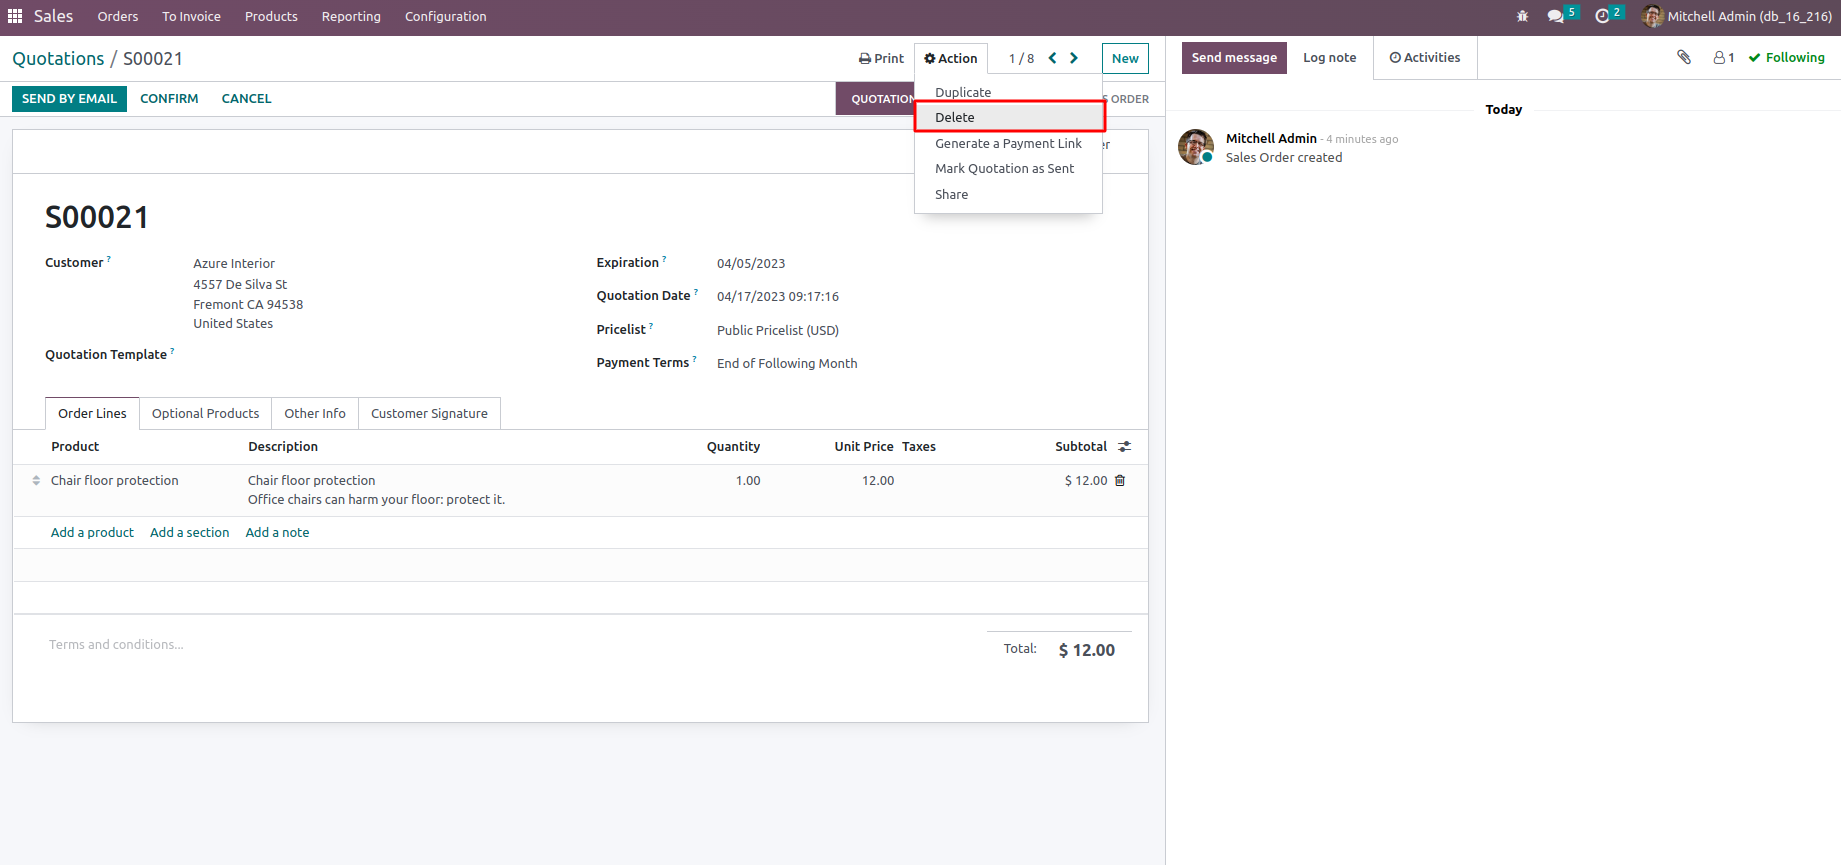 Sales Orders To Invoice Products Reporting Configuration 5 2 Mitchell Admin (db_16_216)
Quotations / S00021 Print Action 1 / 8 New
Send message Log note Activities 1 Following
SEND BY EMAIL CONFIRM CANCEL QUOTATION S ORDER
Duplicate
Delete
Generate a Payment Link
Mark Quotation as Sent
Share
er
Today
Mitchell Admin - 4 minutes ago
Sales Order created
S00021
Customer ? Azure Interior
4557 De Silva St
Fremont CA 94538
United States
Quotation Template ?
Expiration ? 04/05/2023
Quotation Date ? 04/17/2023 09:17:16
Pricelist ? Public Pricelist (USD)
Payment Terms ? End of Following Month
Order Lines Optional Products Other Info Customer Signature
Product Description Quantity Unit Price Taxes Subtotal
Chair floor protection Chair floor protection 1.00 12.00 $ 12.00
Office chairs can harm your floor: protect it.
Add a product Add a section Add a note
Terms and conditions...
Total: $ 12.00